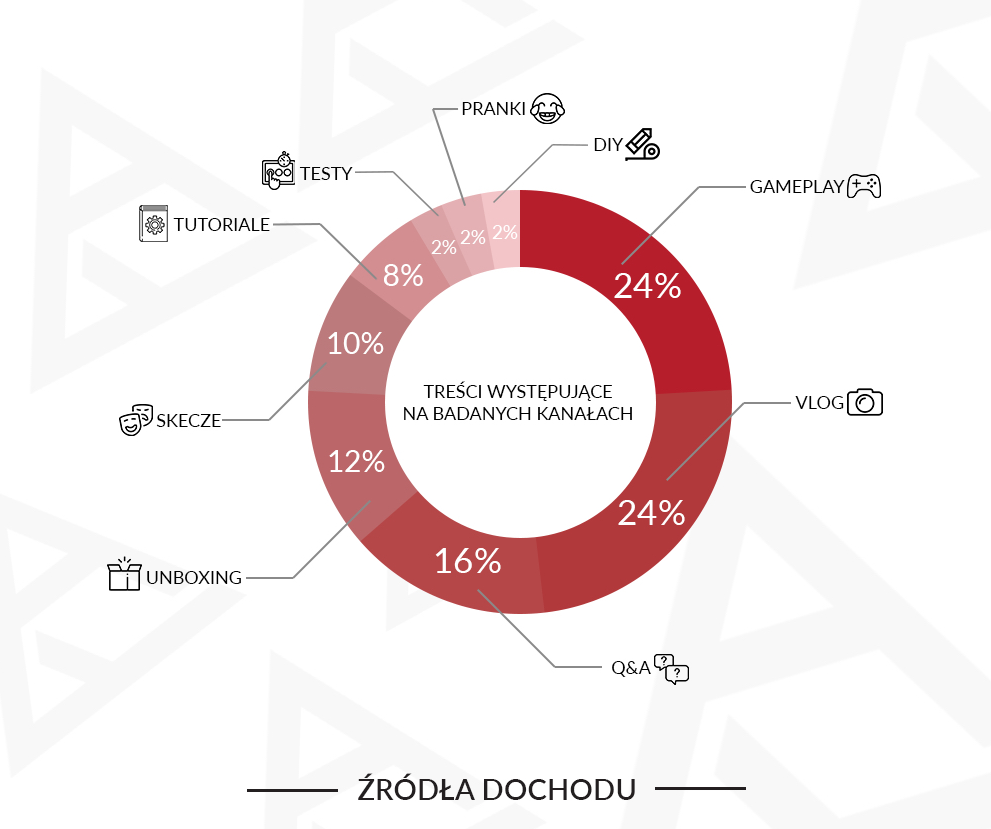 PRANKI
DIY
TESTY
GAMEPLAY
TUTORIALE
2%
2%
2%
8%
24%
10%
TREŚCI WYSTĘPUJĄCE
NA BADANYCH KANAŁACH
VLOG
SKECZE
12%
24%
16%
UNBOXING
Q&A
ŹRÓDŁA DOCHODU